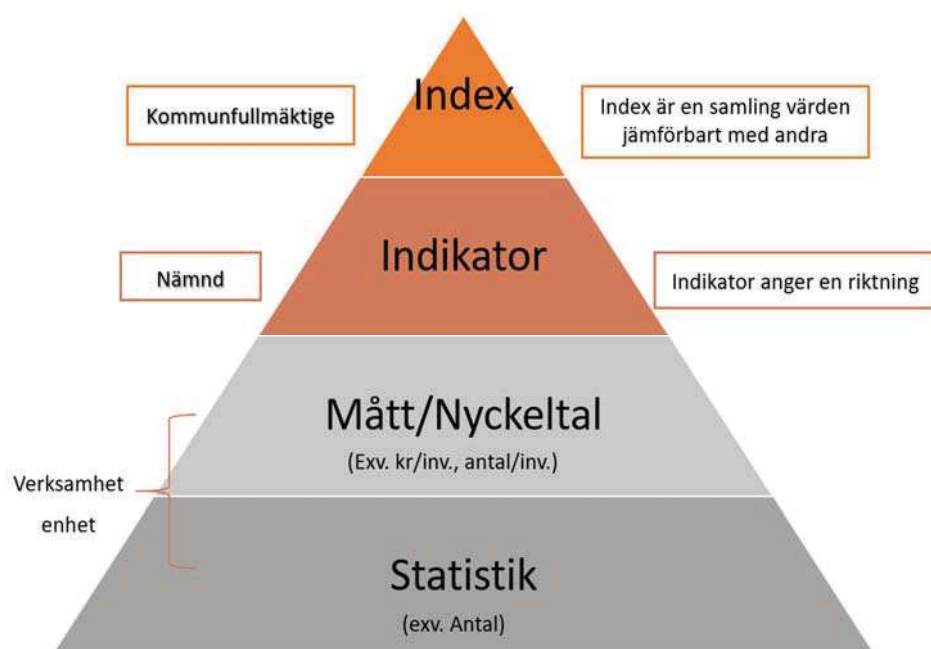 Index
Kommunfullmäktige
Index är en samling värden
jämförbart med andra
Indikator
Nämnd
Indikator anger en riktning
Mått/Nyckeltal
(Exv. kr/inv., antal/inv.)
Verksamhet
enhet
Statistik
(exv. Antal)